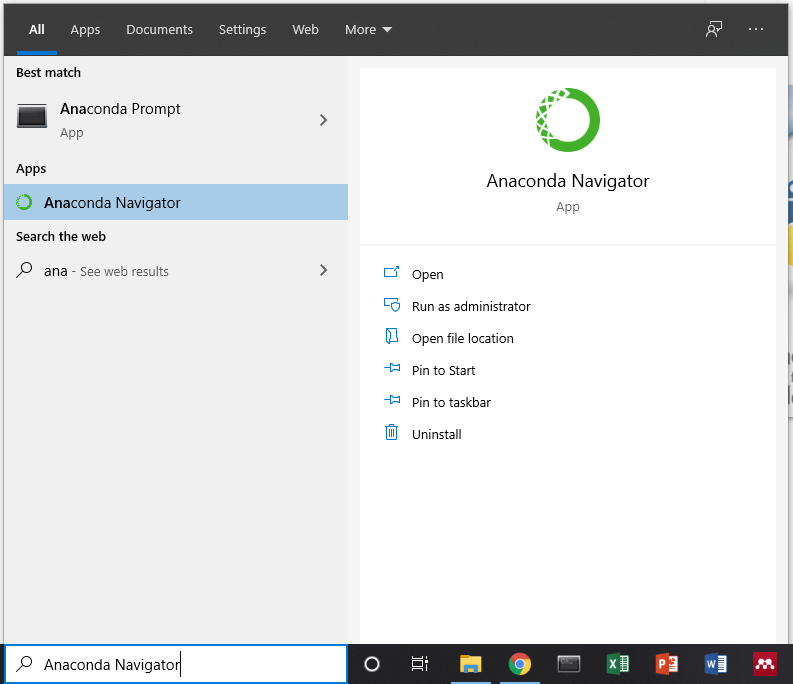 All Apps Documents Settings Web More
Best match
Anaconda Prompt
App
Apps
Anaconda Navigator
Search the web
ana - See web results
Anaconda Navigator
App
Open
Run as administrator
Open file location
Pin to Start
Pin to taskbar
Uninstall
Anaconda Navigator